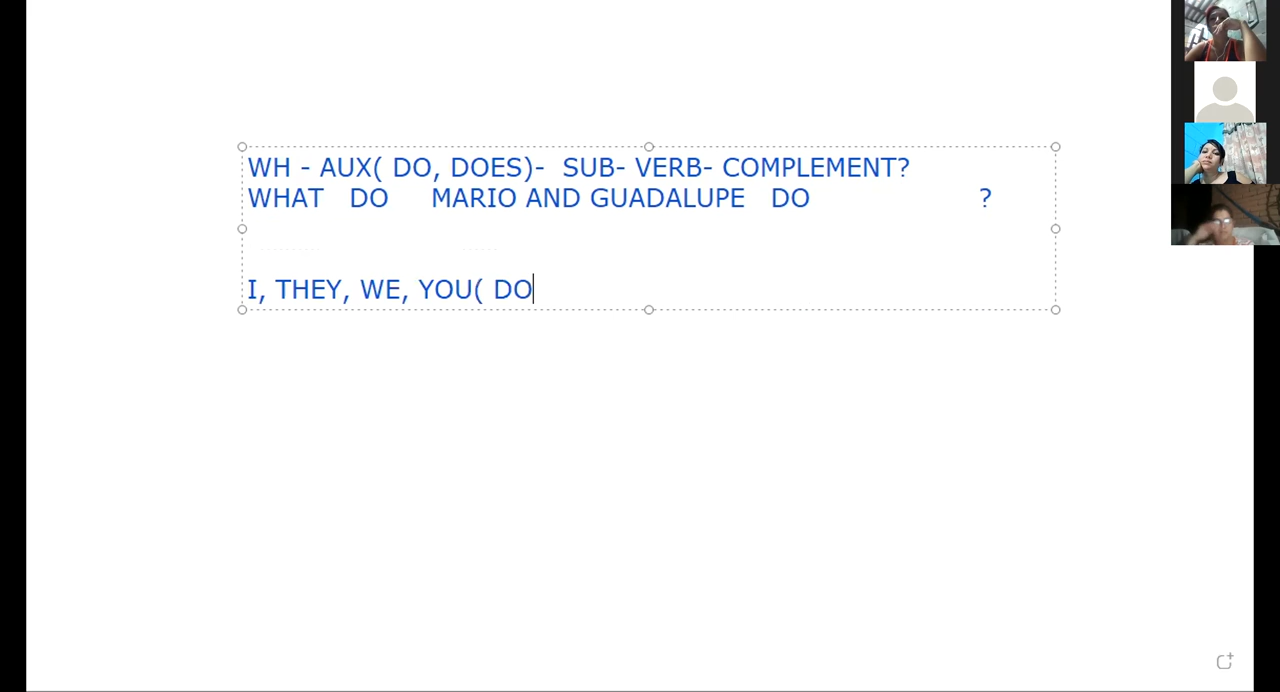 WH - AUX( DO, DOES)- SUB- VERB- COMPLEMENT?
WHAT DO MARIO AND GUADALUPE DO ?
I, THEY, WE, YOU( DO